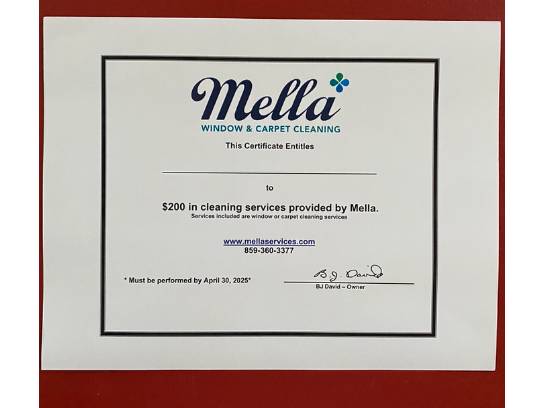 Mella
WINDOW & CARPET CLEANING
This Certificate Entitles
to
$200 in cleaning services provided by Mella.
Services included are window or carpet cleaning services
www.mellaservices.com
859-360-3377
* Must be performed by April 30, 2025*
B.J. David
BJ David – Owner